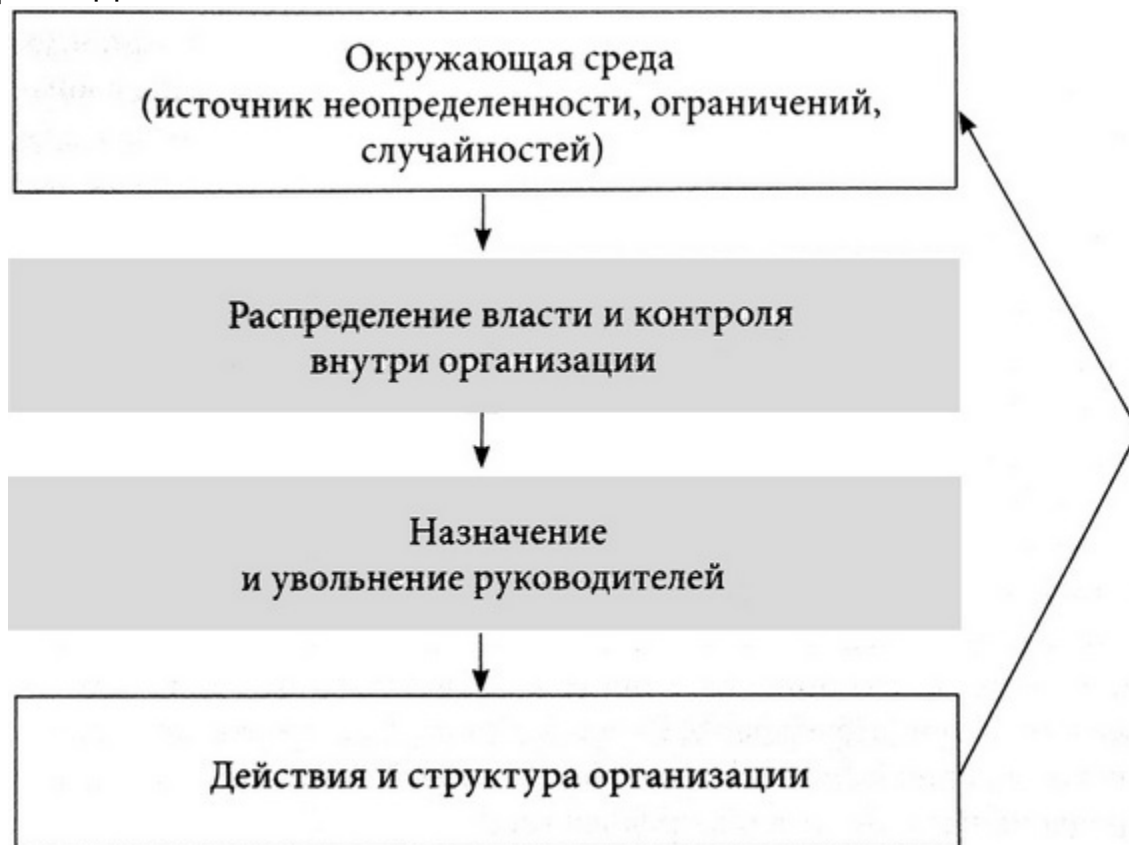 Окружающая среда
(источник неопределенности, ограничений,
случайностей)
Распределение власти и контроля
внутри организации
Назначение
и увольнение руководителей
Действия и структура организации